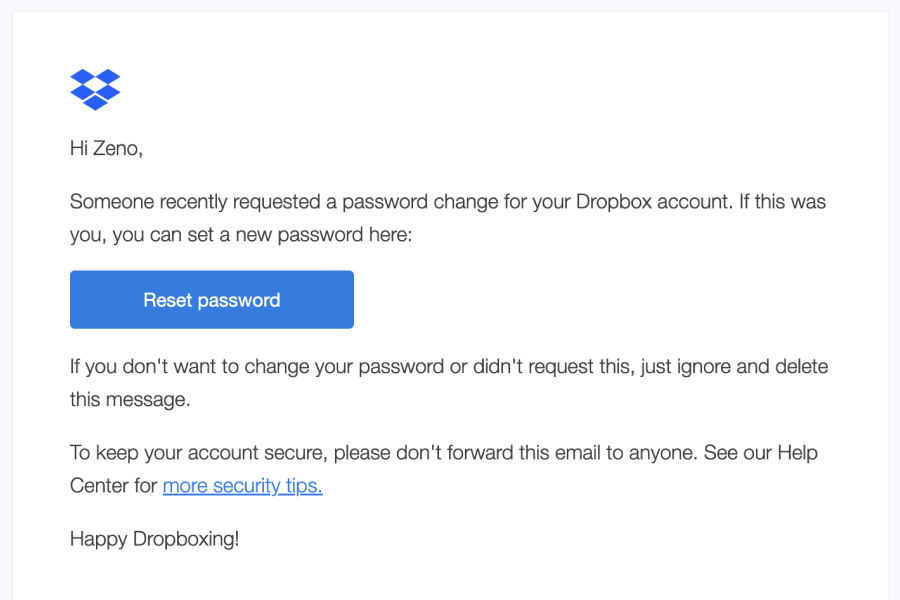 Hi Zeno,
Someone recently requested a password change for your Dropbox account. If this was
you, you can set a new password here:
Reset password
If you don't want to change your password or didn't request this, just ignore and delete
this message.
To keep your account secure, please don't forward this email to anyone. See our Help
Center for more security tips.
Happy Dropboxing!